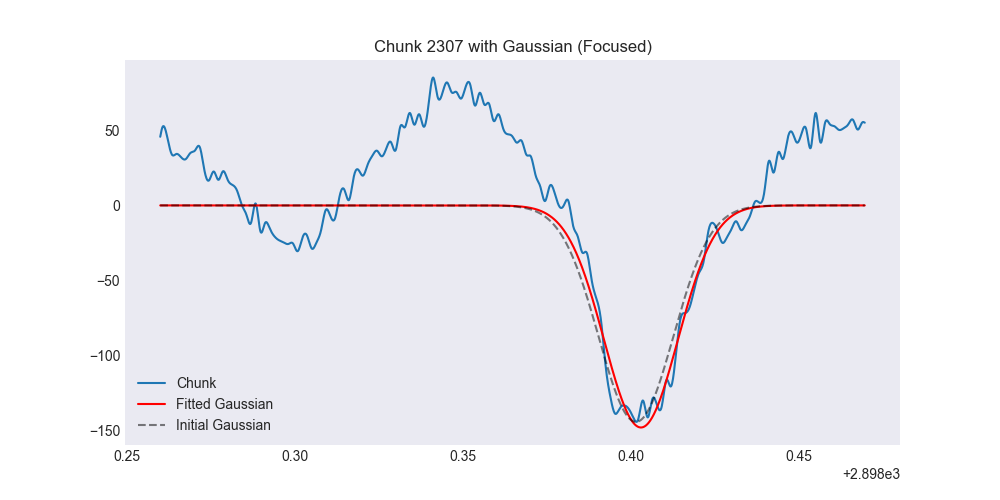 Chunk 2307 with Gaussian (Focused)
50
0
−50
−100
−150
Chunk
Fitted Gaussian
Initial Gaussian
0.25 0.30 0.35 0.40 0.45
+2.898e3